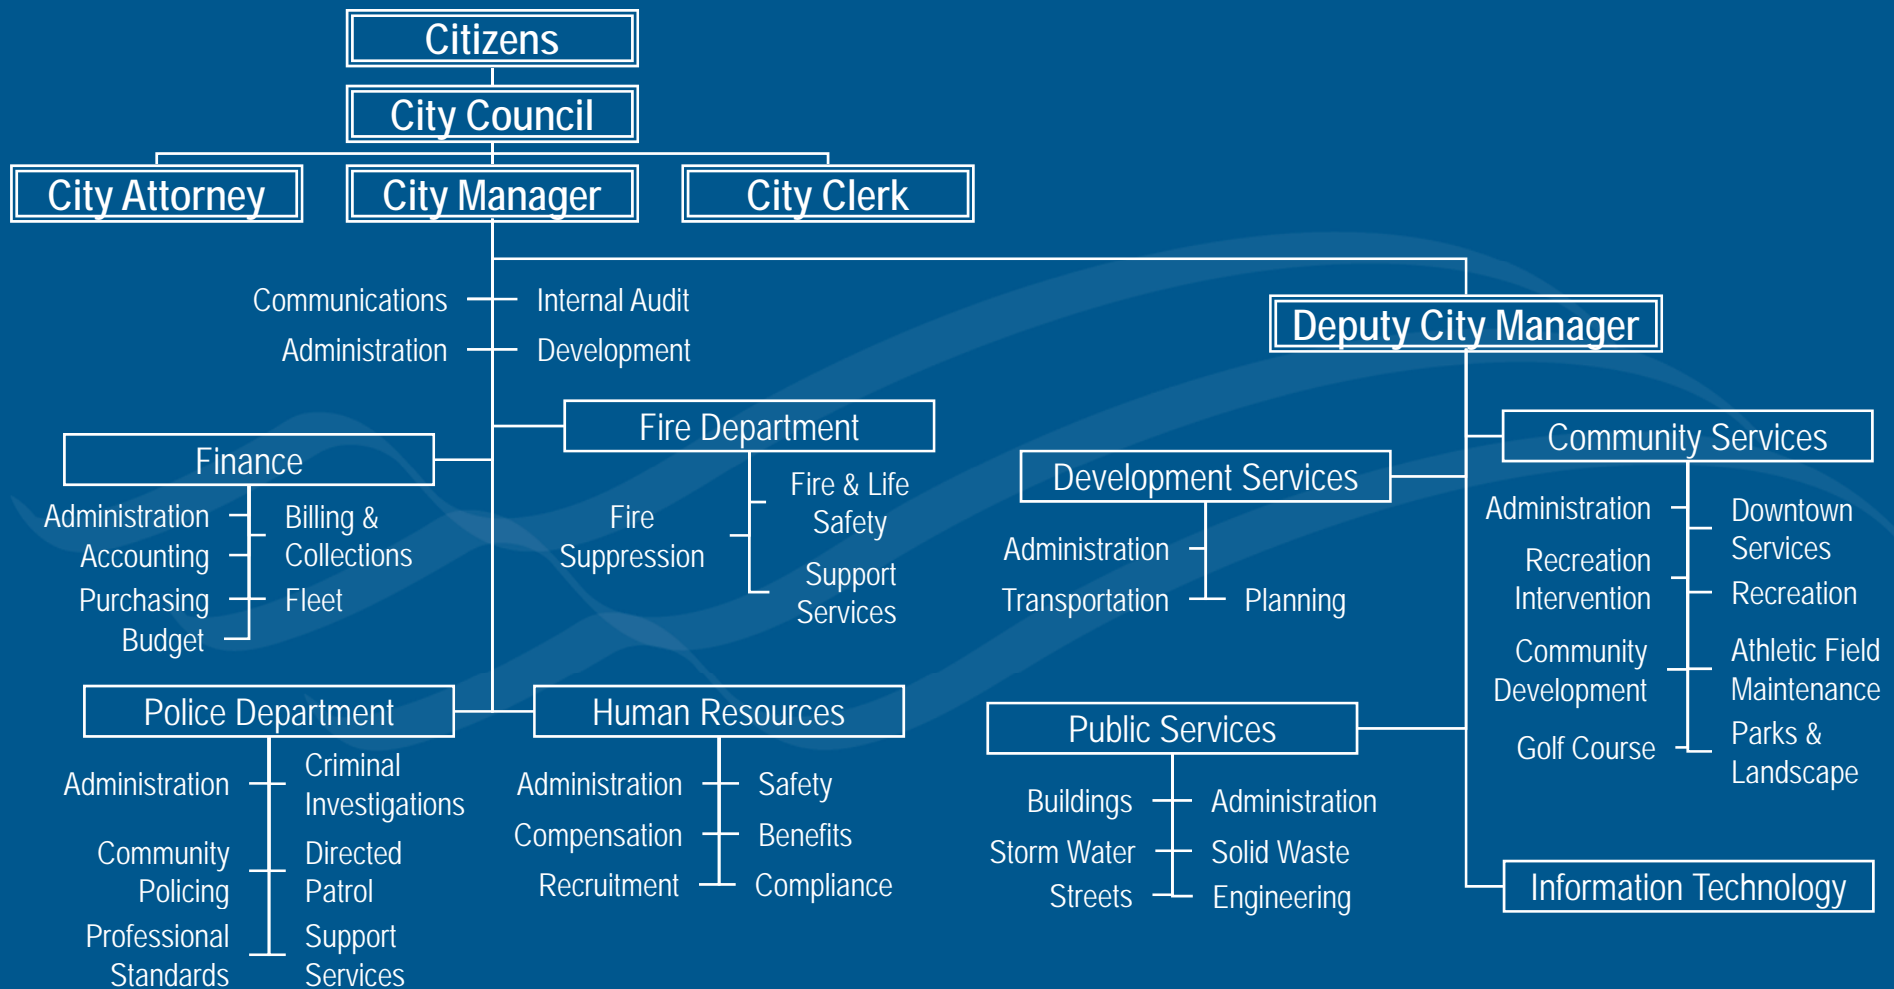 Citizens
City Council
City Attorney
City Manager
City Clerk
Communications
Internal Audit
Administration
Development
Deputy City Manager
Finance
Administration
Accounting
Purchasing
Budget
Billing &
Collections
Fleet
Fire Department
Fire
Suppression
Fire & Life
Safety
Support
Services
Police Department
Administration
Criminal
Investigations
Community
Policing
Directed
Patrol
Professional
Standards
Support
Services
Human Resources
Administration
Safety
Compensation
Benefits
Recruitment
Compliance
Development Services
Administration
Transportation
Planning
Community Services
Administration
Downtown
Services
Recreation
Intervention
Recreation
Community
Development
Athletic Field
Maintenance
Golf Course
Parks &
Landscape
Public Services
Buildings
Administration
Storm Water
Solid Waste
Streets
Engineering
Information Technology